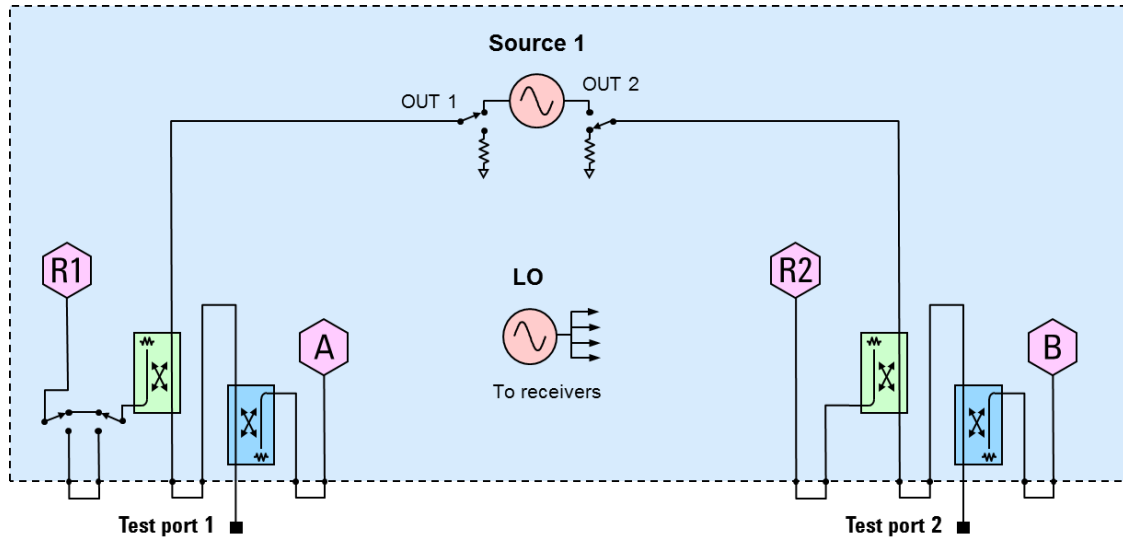 Source 1
OUT 1
OUT 2
R1
R2
LO
A
B
To receivers
Test port 1
Test port 2